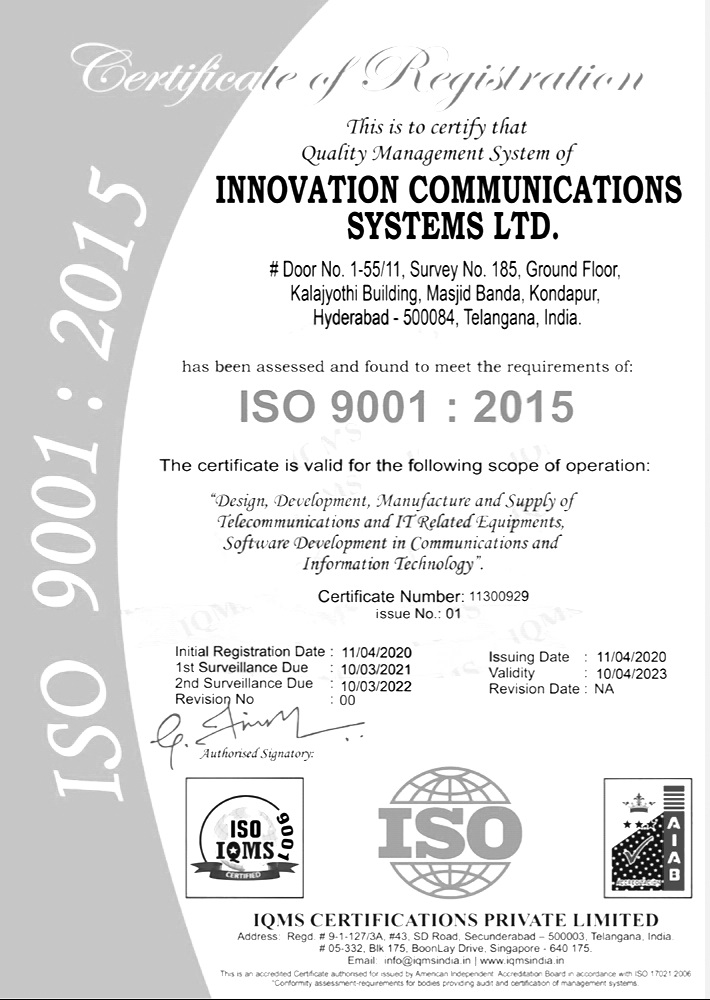 Certificate of Registration
This is to certify that
Quality Management System of
INNOVATION COMMUNICATIONS
SYSTEMS LTD.
# Door No. 1-55/11, Survey No. 185, Ground Floor,
Kalajyothi Building, Masjid Banda, Kondapur,
Hyderabad - 500084, Telangana, India.
has been assessed and found to meet the requirements of:
ISO 9001 : 2015
ISO 9001 : 2015
The certificate is valid for the following scope of operation:
"Design, Development, Manufacture and Supply of
Telecommunications and IT Related Equipments,
Software Development in Communications and
Information Technology".
Certificate Number: 11300929
issue No.: 01
Initial Registration Date : 11/04/2020
1st Surveillance Due : 10/03/2021
2nd Surveillance Due : 10/03/2022
Revision No : 00
Issuing Date : 11/04/2020
Validity : 10/04/2023
Revision Date : NA
Authorised Signatory:
ISO 9001
IQMS
CERTIFIED
ISO
AIAB
IQMS CERTIFICATIONS PRIVATE LIMITED
Address: Regd. # 9-1-127/3A, #43, SD Road, Secunderabad – 500003, Telangana, India.
# 05-332, Blk 175, BoonLay Drive, Singapore - 640 175.
Email: info@iqmsindia.in | www.iqmsindia.in
This is an accredited Certificate authorised for issued by American Independent Accreditation Board in accordance with ISO 17021:2006
"Conformity assessment-requirements for bodies providing audit and certification of management systems.